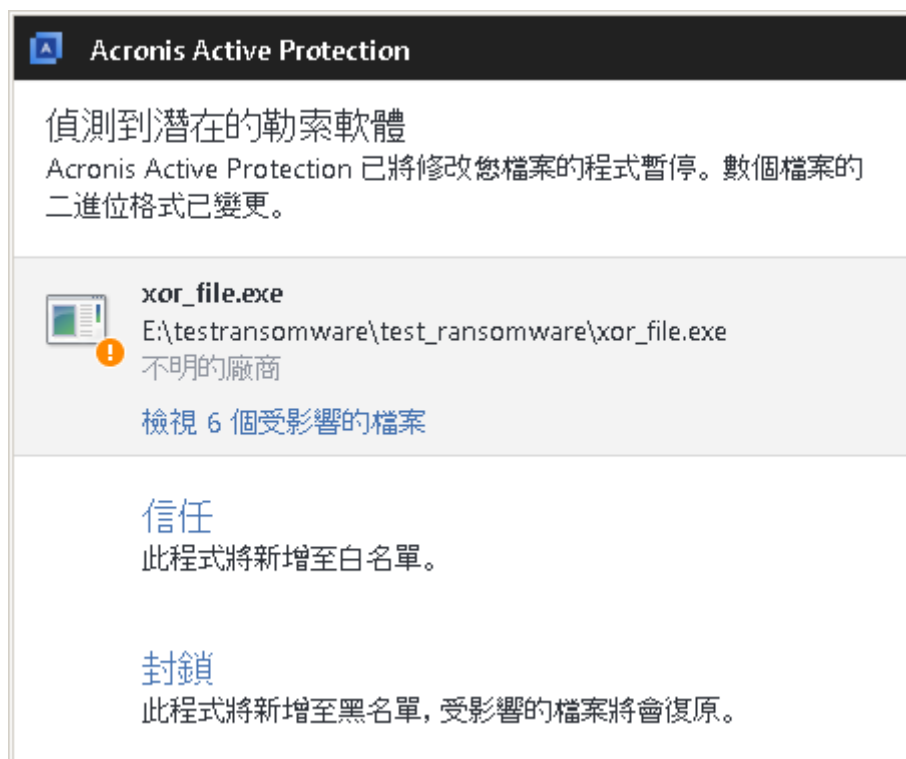 Acronis Active Protection
偵測到潛在的勒索軟體
Acronis Active Protection 已將修改您檔案的程式暫停。數個檔案的
二進位格式已變更。
xor_file.exe
E:\testransomware\test_ransomware\xor_file.exe
不明的廠商
檢視 6 個受影響的檔案
信任
此程式將新增至白名單。
封鎖
此程式將新增至黑名單, 受影響的檔案將會復原。